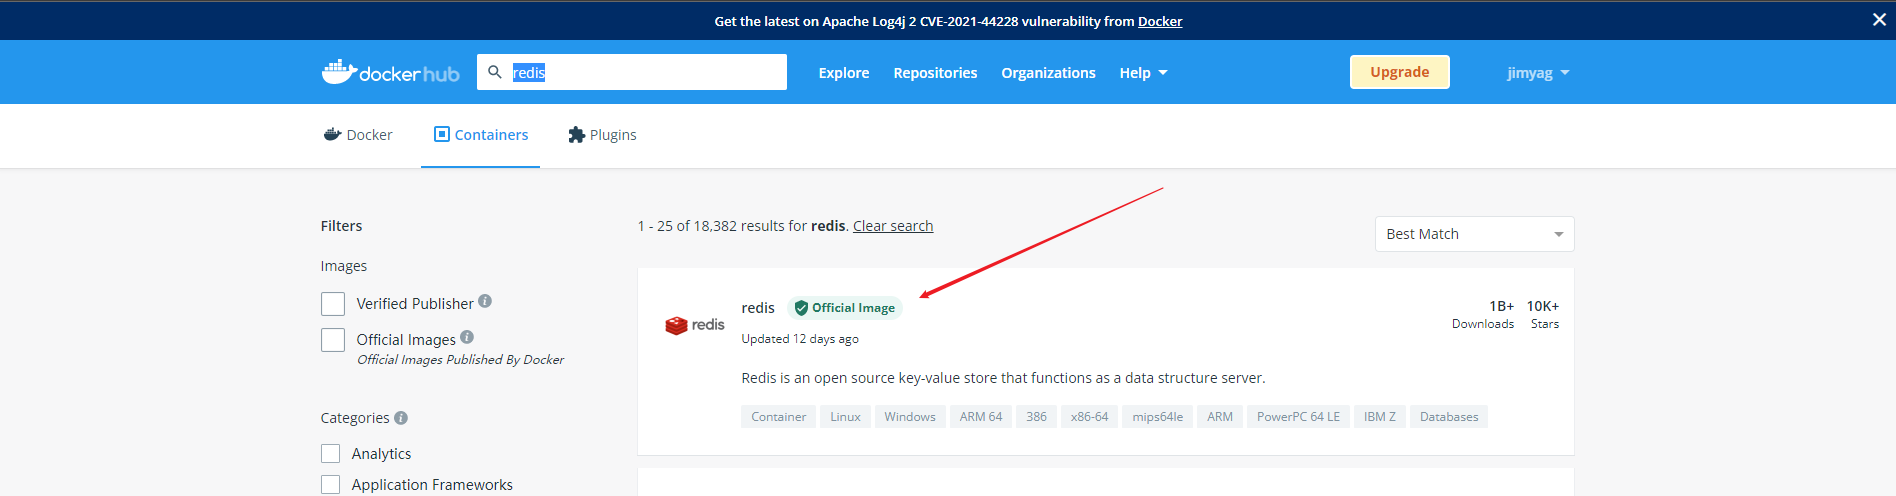 Get the latest on Apache Log4j 2 CVE-2021-44228 vulnerability from Docker
dockerhub redis Explore Repositories Organizations Help Upgrade jimyag
Docker Containers Plugins
Filters
1 - 25 of 18,382 results for redis. Clear search
Best Match
Images
Verified Publisher
Official Images
Official Images Published By Docker
Categories
Analytics
Application Frameworks
redis
redis Official Image
Updated 12 days ago
1B+ 10K+
Downloads Stars
Redis is an open source key-value store that functions as a data structure server.
Container Linux Windows ARM 64 386 x86-64 mips64le ARM PowerPC 64 LE IBM Z Databases